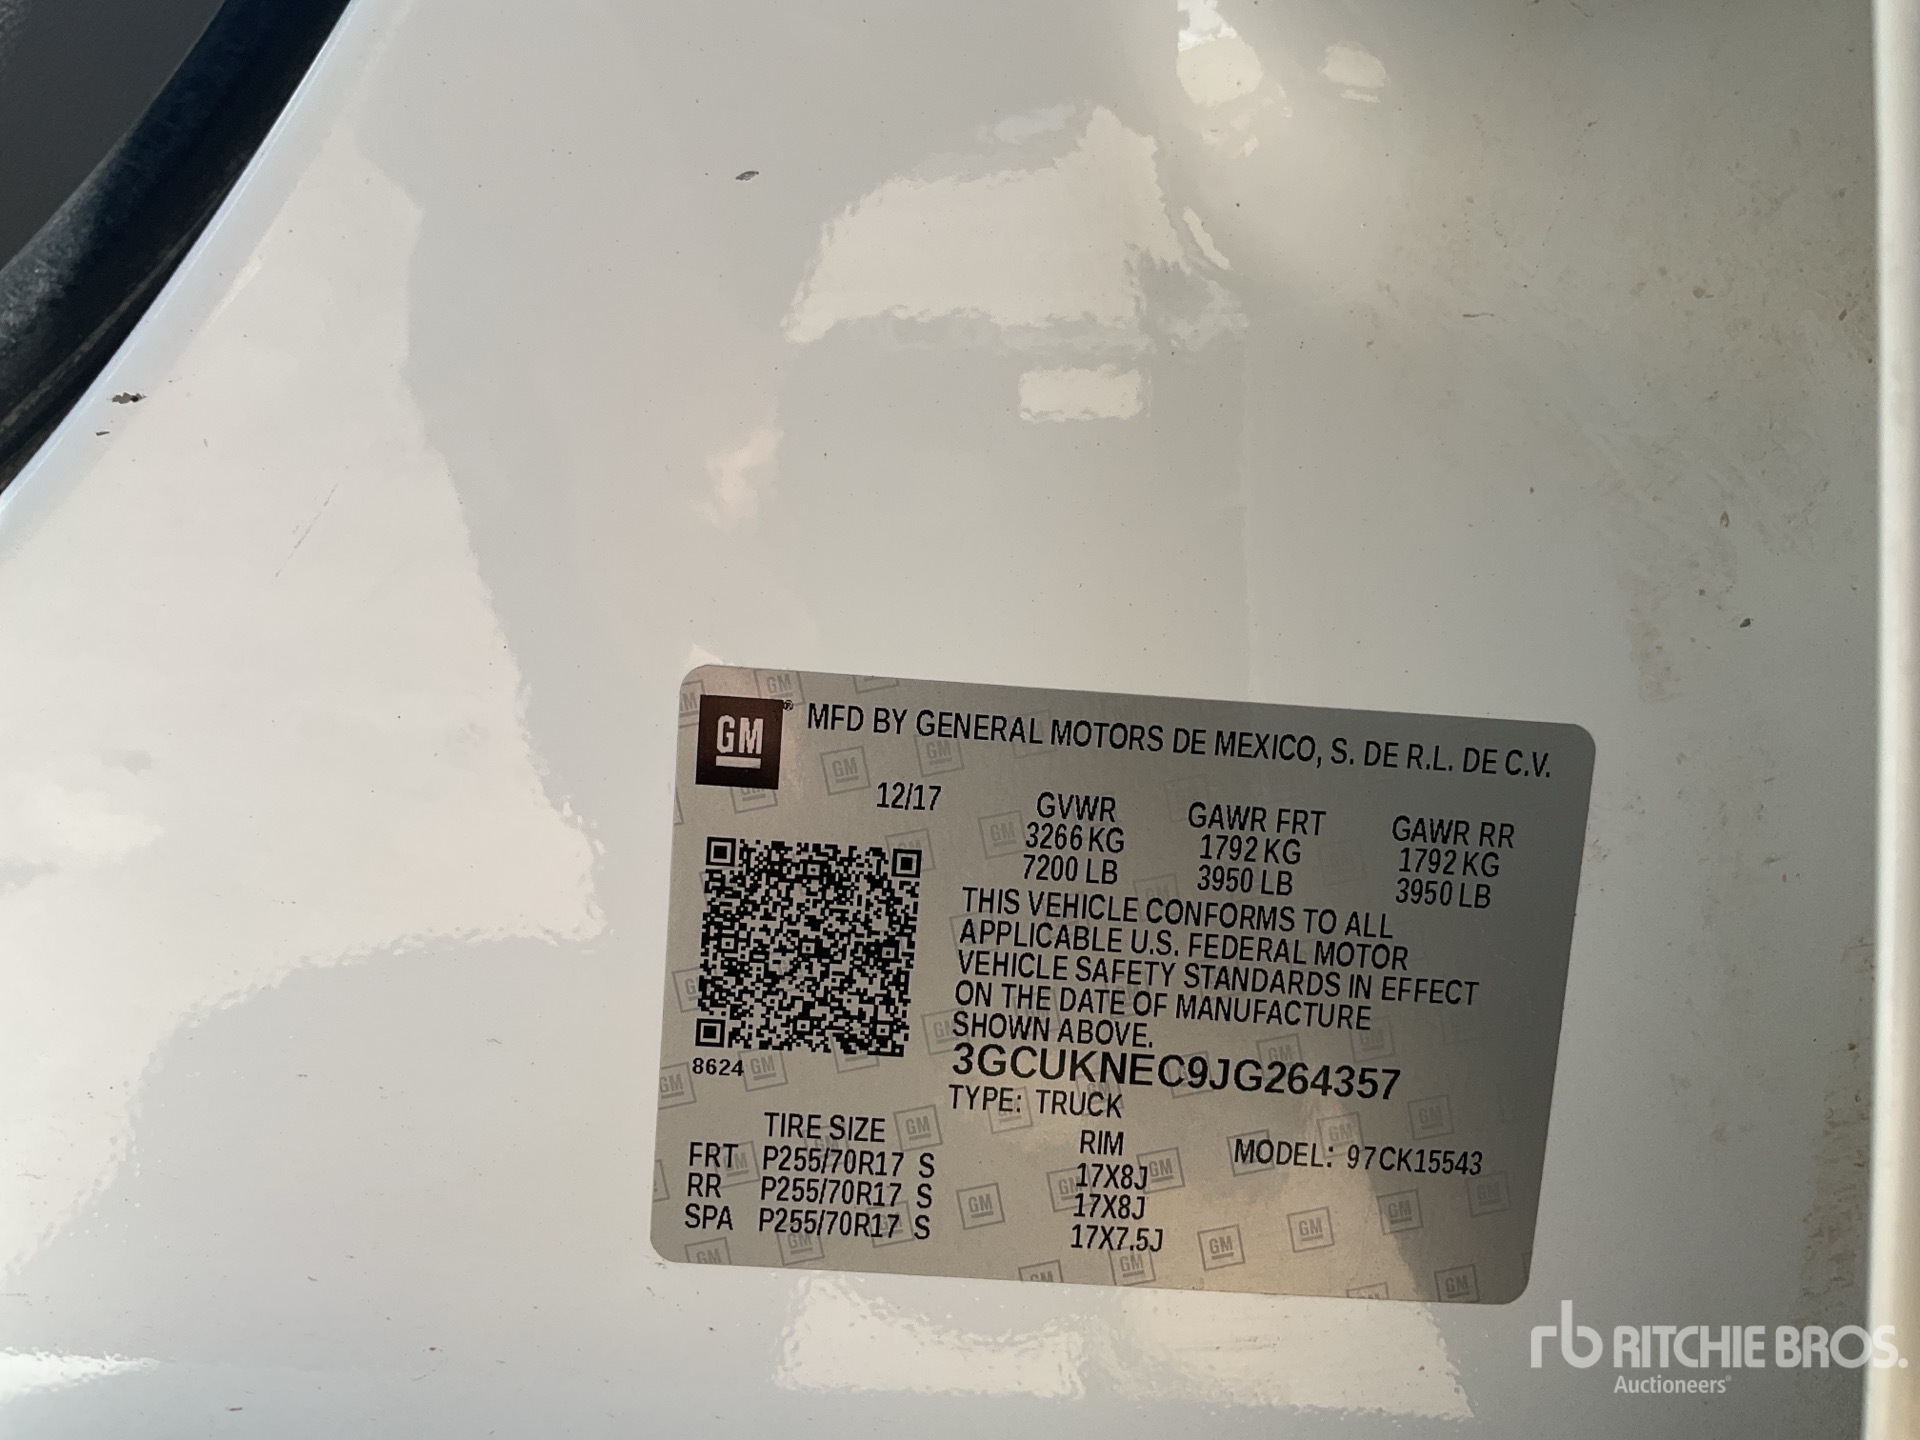 GM® MFD BY GENERAL MOTORS DE MEXICO, S. DE R.L. DE C.V.
12/17 GVWR GAWR FRT GAWR RR
3266 KG 1792 KG 1792 KG
7200 LB 3950 LB 3950 LB
THIS VEHICLE CONFORMS TO ALL
APPLICABLE U.S. FEDERAL MOTOR
VEHICLE SAFETY STANDARDS IN EFFECT
ON THE DATE OF MANUFACTURE
SHOWN ABOVE.
8624 3GCUKNEC9JG264357
TYPE: TRUCK
TIRE SIZE RIM MODEL: 97CK15543
FRT P255/70R17 S 17X8J
RR P255/70R17 S 17X8J
SPA P255/70R17 S 17X7.5J
rb RITCHIE BROS.
Auctioneers®